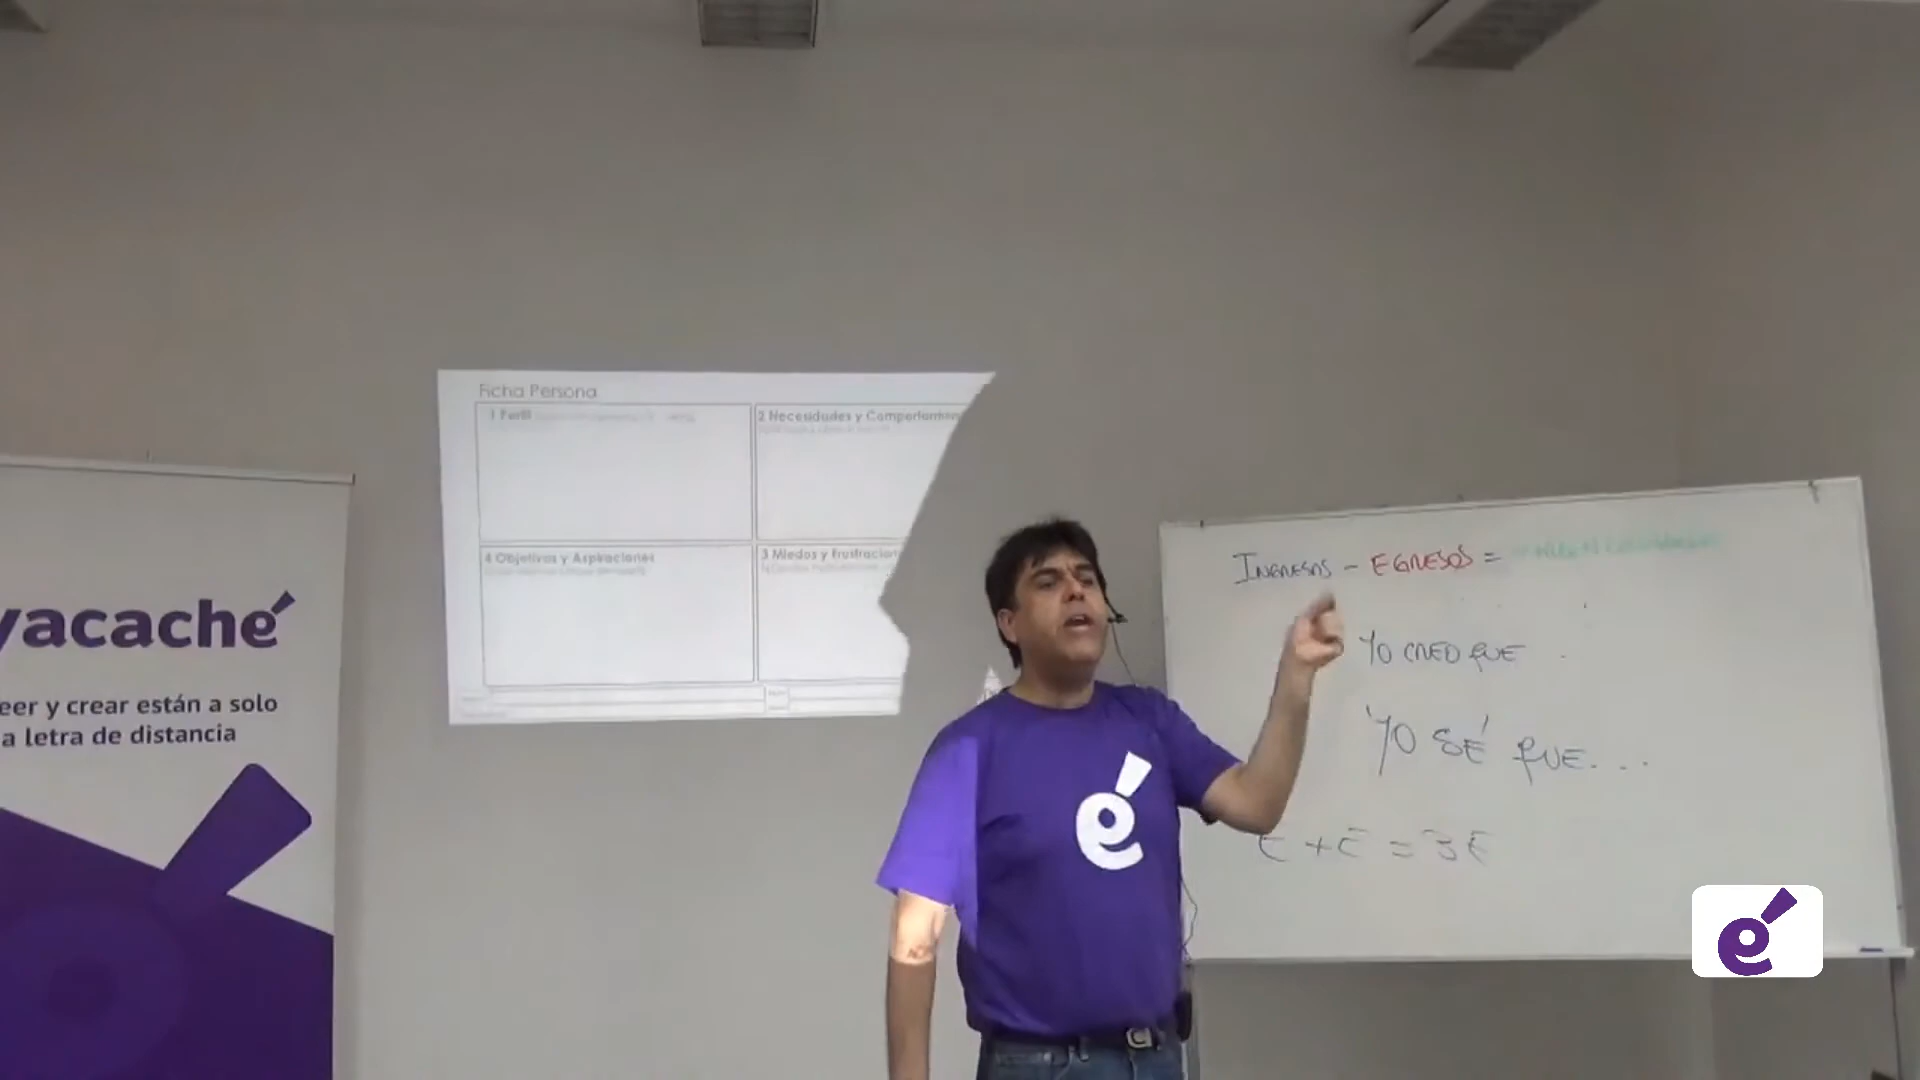 yacaché
eer y crear están a solo
a letra de distancia
Ficha Persona
1 Perfil
2 Necesidades y Comportamien
4 Objetivos y Aspiraciones
3 Miedos y Frustracion
é
INGRESOS - EGRESOS =
YO CREO QUE
YO SÉ QUE...
E + E = 3E
é